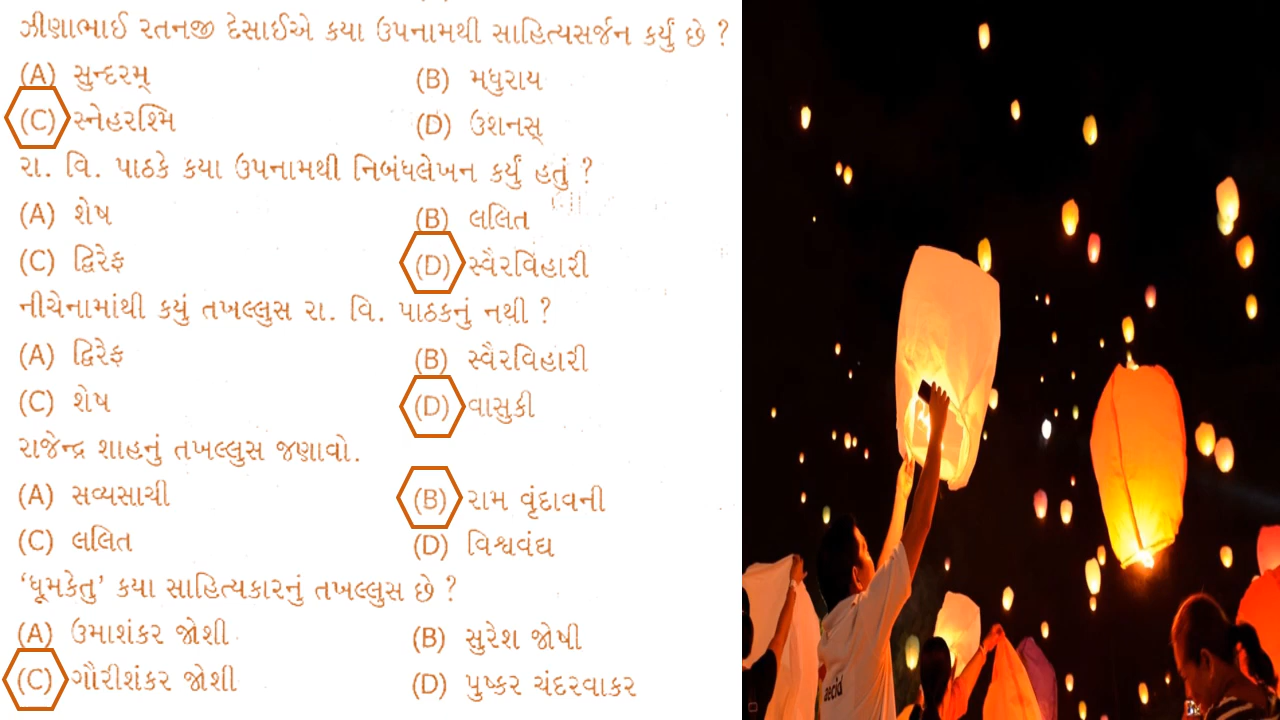 ઝીણાભાઈ રતનજી દેસાઈએ કયા ઉપનામથી સાહિત્યસર્જન કર્યું છે ?
(A) સુન્દરમ્ (B) મધુરાય
(C) સ્નેહરશ્મિ (D) ઉશનસ્
રા. વિ. પાઠકે કયા ઉપનામથી નિબંધલેખન કર્યું હતું ?
(A) શેષ (B) લલિત
(C) દ્વિરેફ (D) સ્વૈરવિહારી
નીચેનામાંથી કયું તખલ્લુસ રા. વિ. પાઠકનું નથી ?
(A) દ્વિરેફ (B) સ્વૈરવિહારી
(C) શેષ (D) વાસુકી
રાજેન્દ્ર શાહનું તખલ્લુસ જણાવો.
(A) સવ્યસાચી (B) રામ વૃંદાવની
(C) લલિત (D) વિશ્વવંદ્ય
‘ધૂમકેતુ’ કયા સાહિત્યકારનું તખલ્લુસ છે ?
(A) ઉમાશંકર જોશી (B) સુરેશ જોષી
(C) ગૌરીશંકર જોશી (D) પુષ્કર ચંદરવાકર
aecid